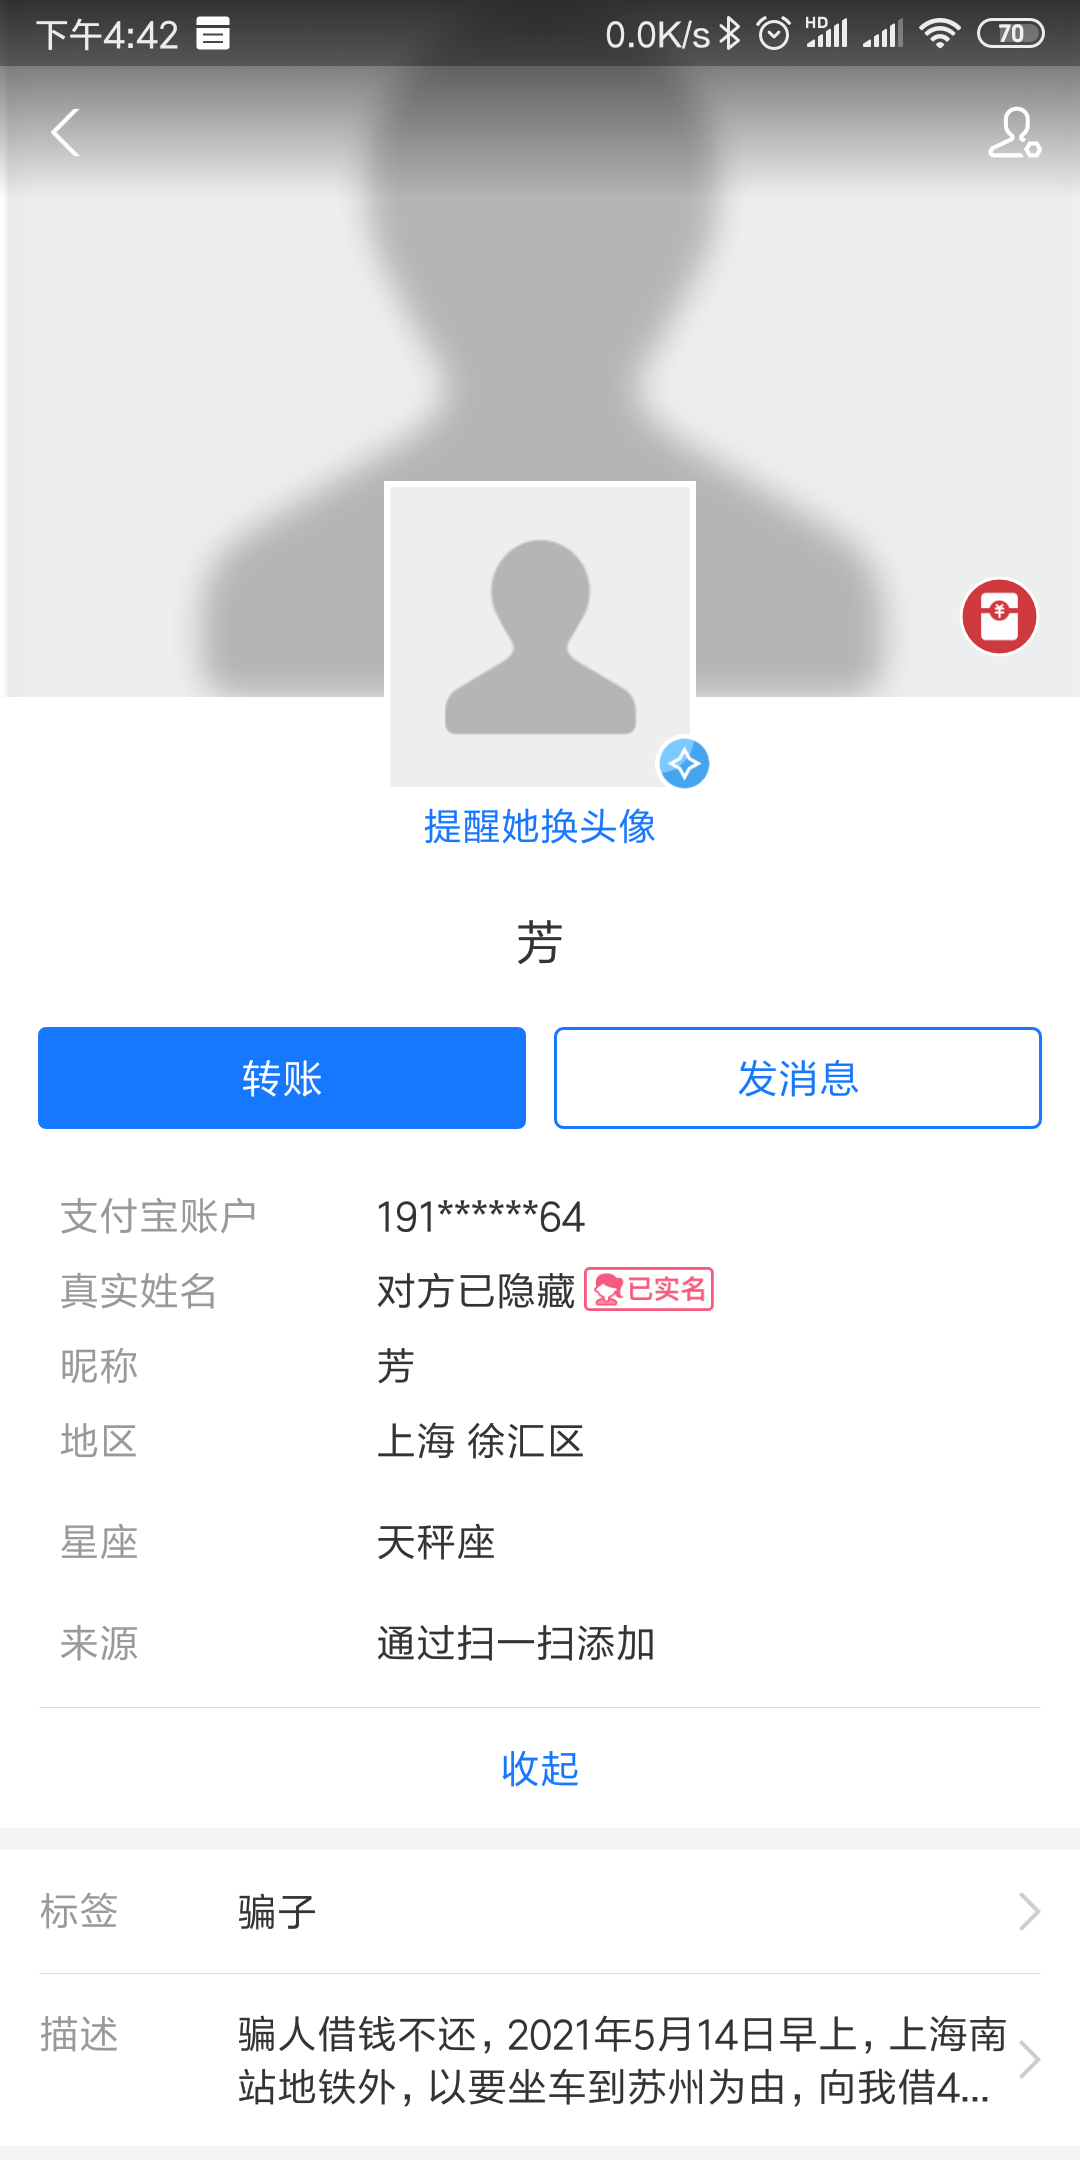 下午4:42
0.0K/s HD 70
提醒她换头像
芳
转账 发消息
支付宝账户 191******64
真实姓名 对方已隐藏 已实名
昵称 芳
地区 上海 徐汇区
星座 天秤座
来源 通过扫一扫添加
收起
标签 骗子
描述 骗人借钱不还，2021年5月14日早上，上海南
站地铁外，以要坐车到苏州为由，向我借4...